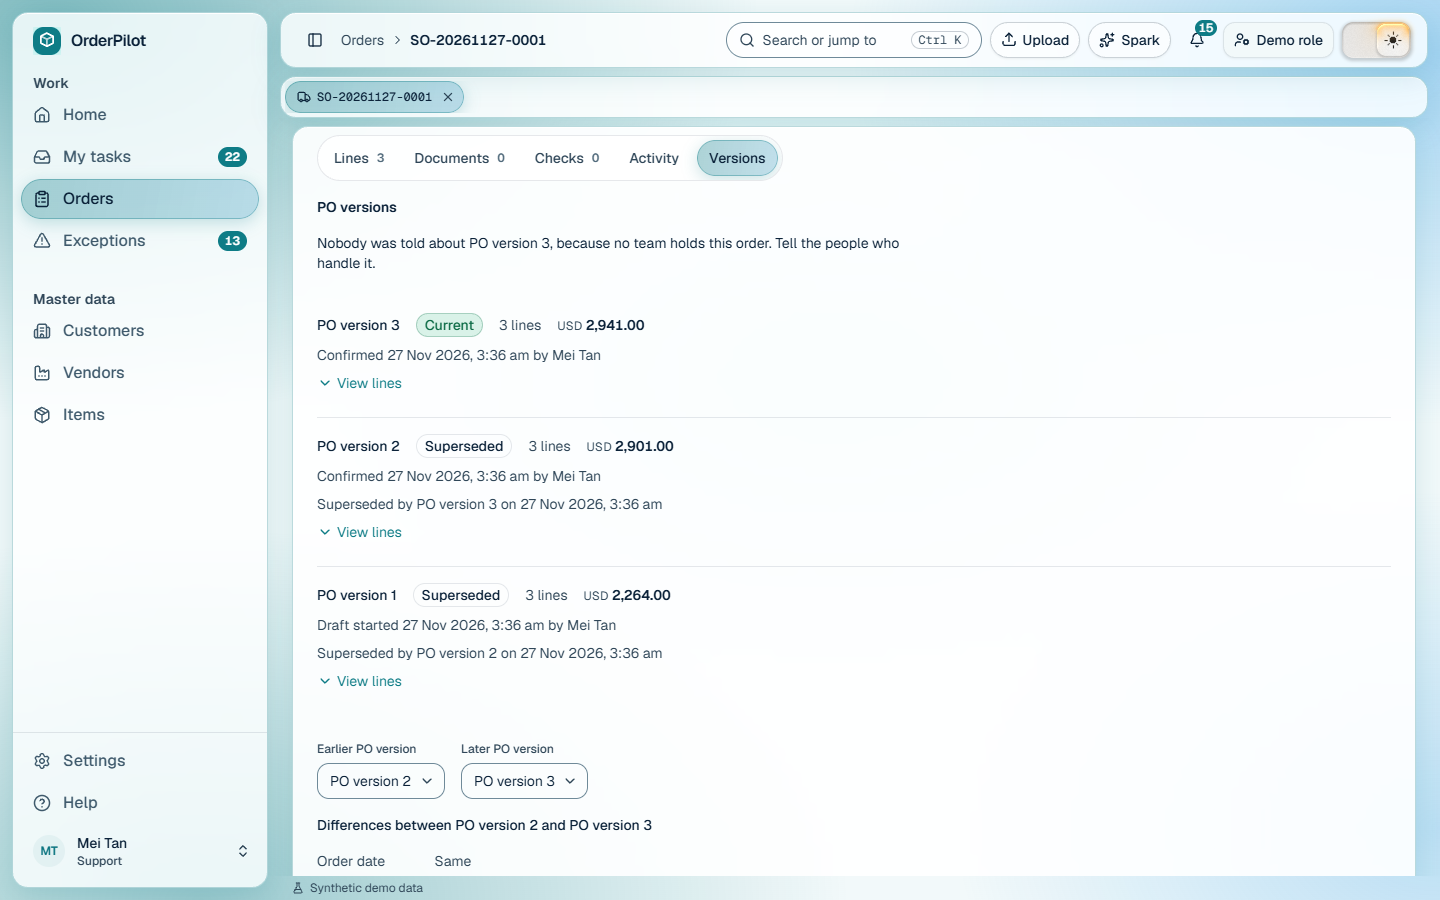 OrderPilot
Work
Home
My tasks 22
Orders
Exceptions 13
Master data
Customers
Vendors
Items
Settings
Help
MT
Mei Tan
Support
Orders > SO-20261127-0001
Search or jump to Ctrl K
Upload
Spark
15
Demo role
SO-20261127-0001
Lines 3 Documents 0 Checks 0 Activity Versions
PO versions
Nobody was told about PO version 3, because no team holds this order. Tell the people who
handle it.
PO version 3 Current 3 lines USD 2,941.00
Confirmed 27 Nov 2026, 3:36 am by Mei Tan
View lines
PO version 2 Superseded 3 lines USD 2,901.00
Confirmed 27 Nov 2026, 3:36 am by Mei Tan
Superseded by PO version 3 on 27 Nov 2026, 3:36 am
View lines
PO version 1 Superseded 3 lines USD 2,264.00
Draft started 27 Nov 2026, 3:36 am by Mei Tan
Superseded by PO version 2 on 27 Nov 2026, 3:36 am
View lines
Earlier PO version Later PO version
PO version 2 PO version 3
Differences between PO version 2 and PO version 3
Order date Same
Synthetic demo data